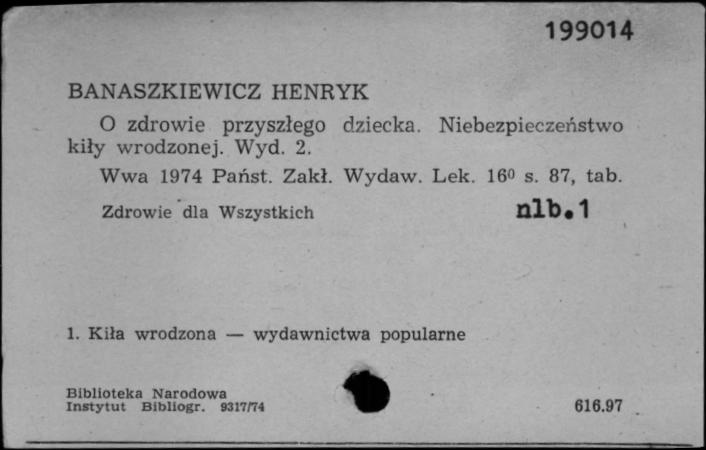 199014
BANASZKIEWICZ HENRYK
O zdrowie przyszłego dziecka. Niebezpieczeństwo
kiły wrodzonej. Wyd. 2.
Wwa 1974 Państ. Zakł. Wydaw. Lek. 16⁰ s. 87, tab.
Zdrowie dla Wszystkich nlb.1
1. Kiła wrodzona — wydawnictwa popularne
Biblioteka Narodowa
Instytut Bibliogr. 9317/74 616.97